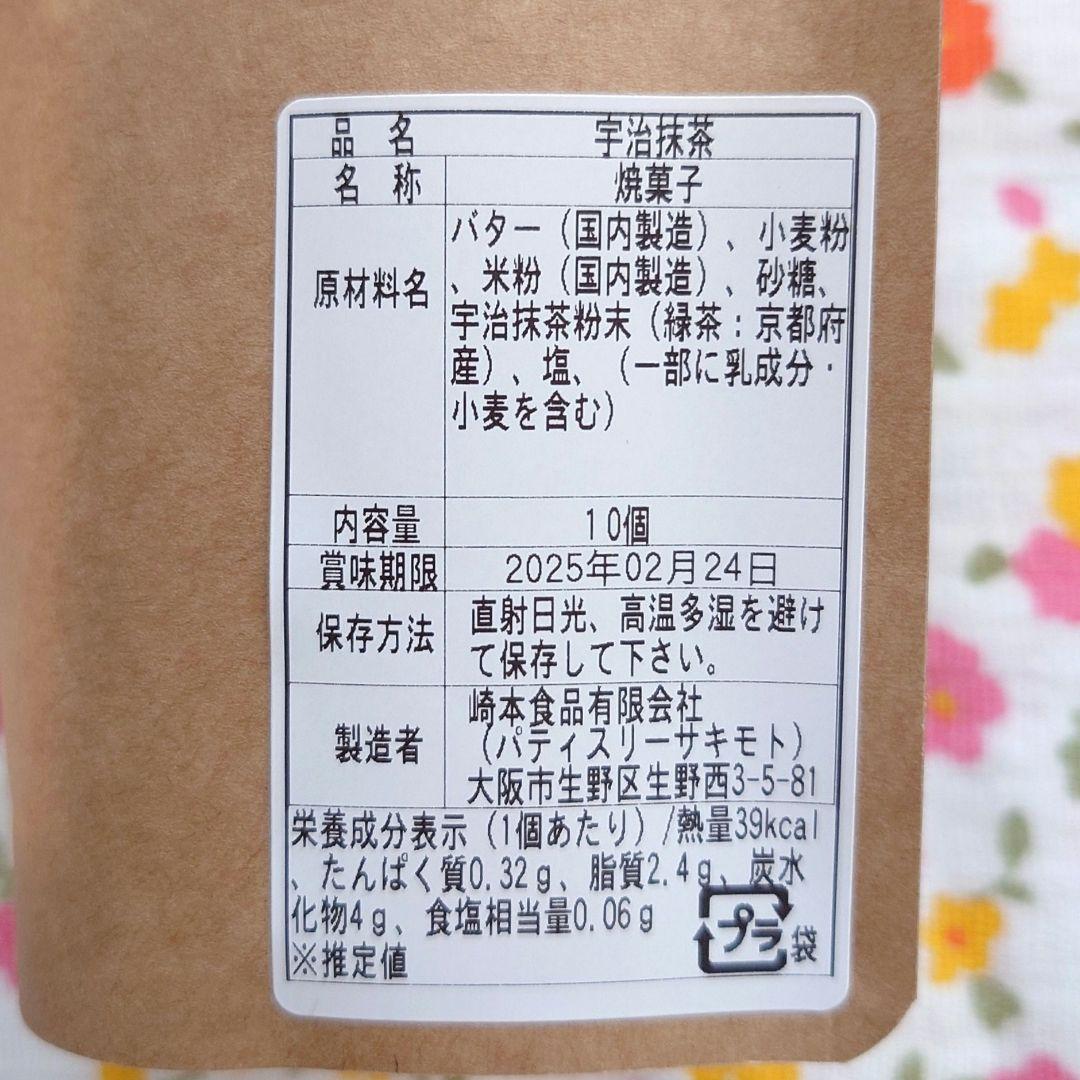 品 名 宇治抹茶
名 称 焼菓子
原材料名
バター（国内製造）、小麦粉
、米粉（国内製造）、砂糖、
宇治抹茶粉末（緑茶：京都府
産）、塩、（一部に乳成分・
小麦を含む）
内容量 10個
賞味期限 2025年02月24日
保存方法
直射日光、高温多湿を避け
て保存して下さい。
製造者
崎本食品有限会社
（パティスリーサキモト）
大阪市生野区生野西3-5-81
栄養成分表示（1個あたり）/熱量39kcal
、たんぱく質0.32g、脂質2.4g、炭水
化物4g、食塩相当量0.06g
※推定値
プラ 袋